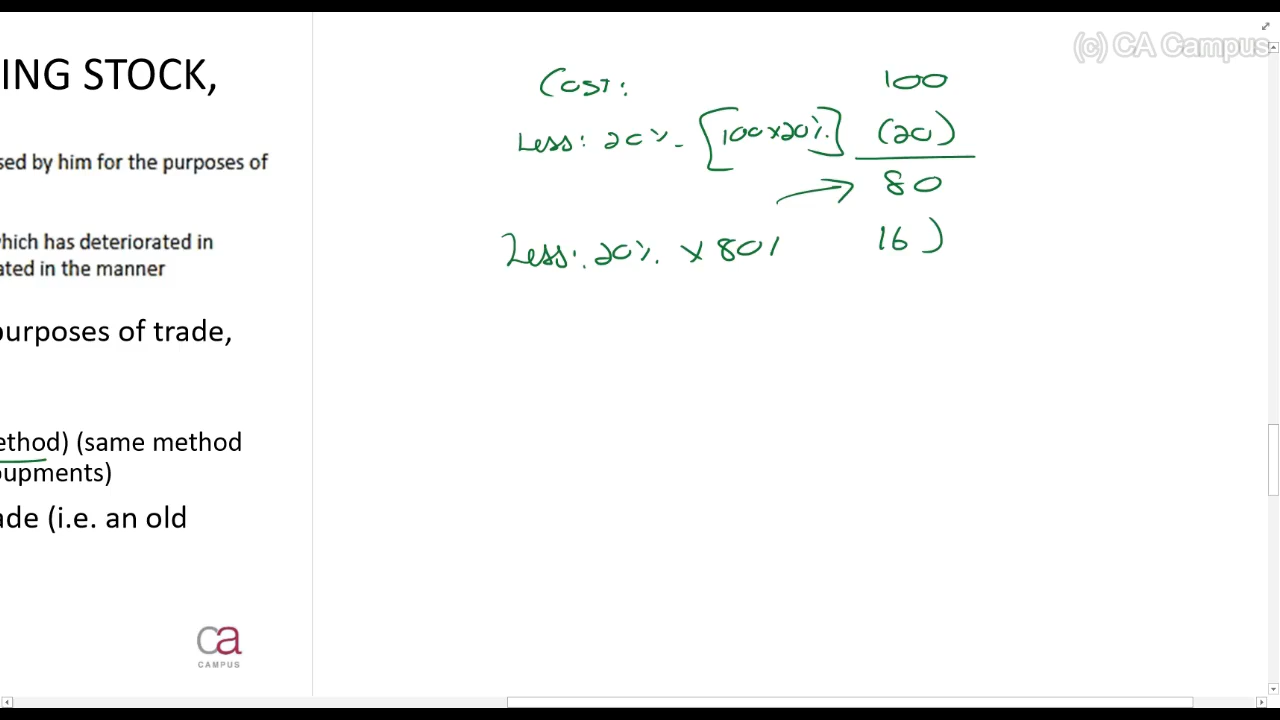 (c) CA Campus
ING STOCK,
sed by him for the purposes of
which has deteriorated in
ated in the manner
purposes of trade,
ethod) (same method
oupments)
ade (i.e. an old
ca
CAMPUS
Cost: 100
Less: 20% [100x20%] (20)
80
Less: 20% x 80 16)